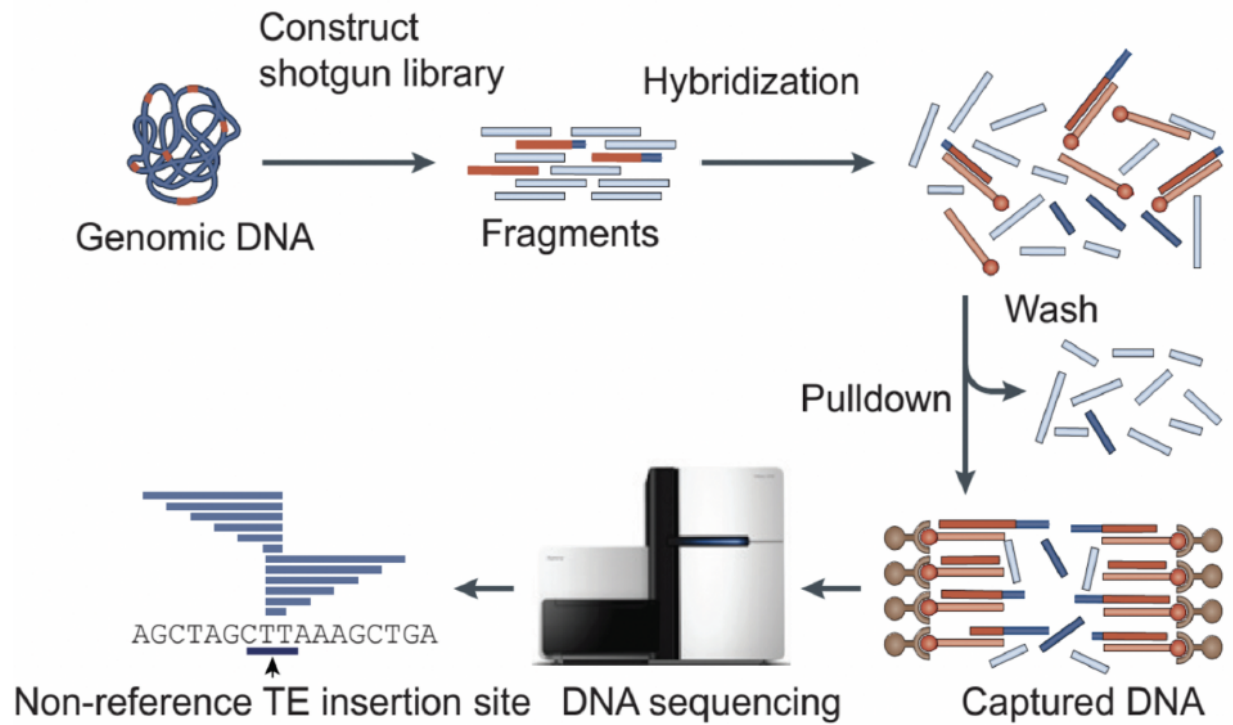 Construct
shotgun library
Hybridization
Genomic DNA
Fragments
Wash
Pulldown
AGCTAGCTTAAAGCTGA
Non-reference TE insertion site
DNA sequencing
Captured DNA